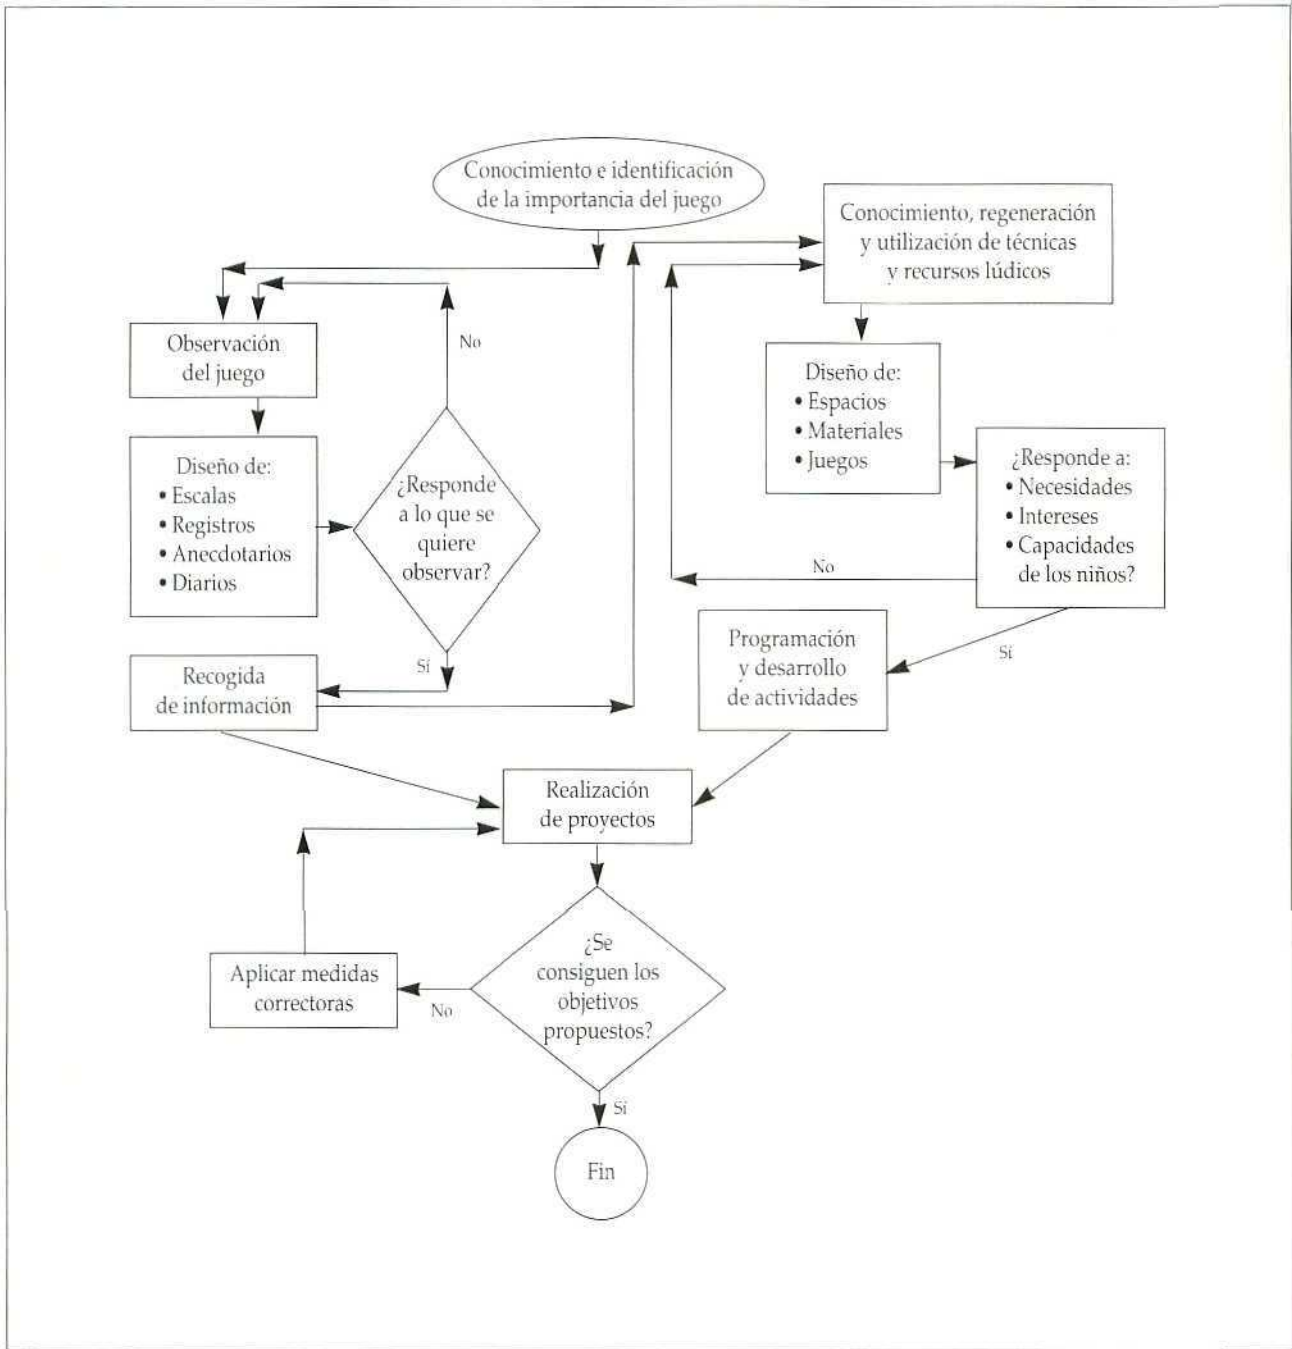 Conocimiento e identificación
de la importancia del juego
Conocimiento, regeneración
y utilización de técnicas
y recursos lúdicos
Observación
del juego
No
Diseño de:
• Espacios
• Materiales
• Juegos
Diseño de:
• Escalas
• Registros
• Anecdotarios
• Diarios
¿Responde
a lo que se
quiere
observar?
¿Responde a:
• Necesidades
• Intereses
• Capacidades
de los niños?
No
Sí
Sí
Recogida
de información
Programación
y desarrollo
de actividades
Realización
de proyectos
¿Se
consiguen los
objetivos
propuestos?
Aplicar medidas
correctoras
No
Sí
Fin